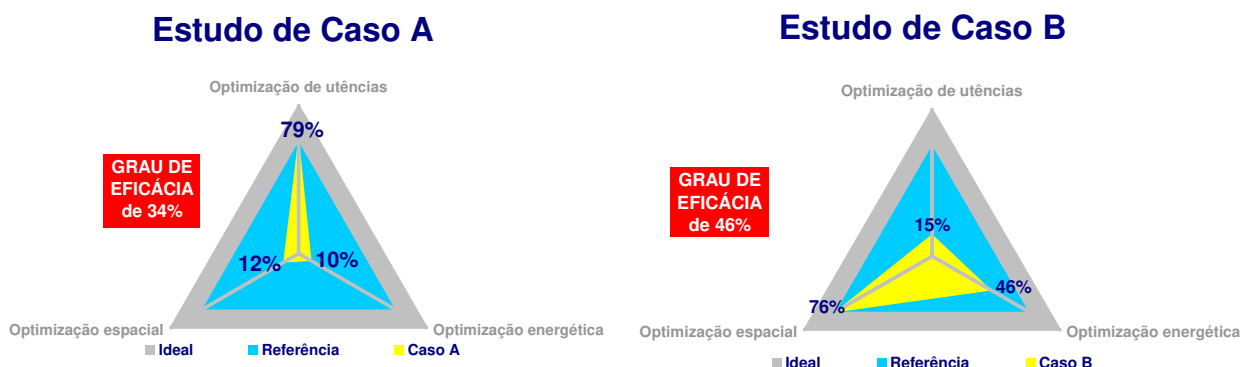 Estudo de Caso A
Optimização de utências
79%
GRAU DE
EFICÁCIA
de 34%
12%
10%
Optimização espacial
Optimização energética
Ideal
Referência
Caso A
Estudo de Caso B
Optimização de utências
GRAU DE
EFICÁCIA
de 46%
15%
46%
76%
Optimização espacial
Optimização energética
Ideal
Referência
Caso B